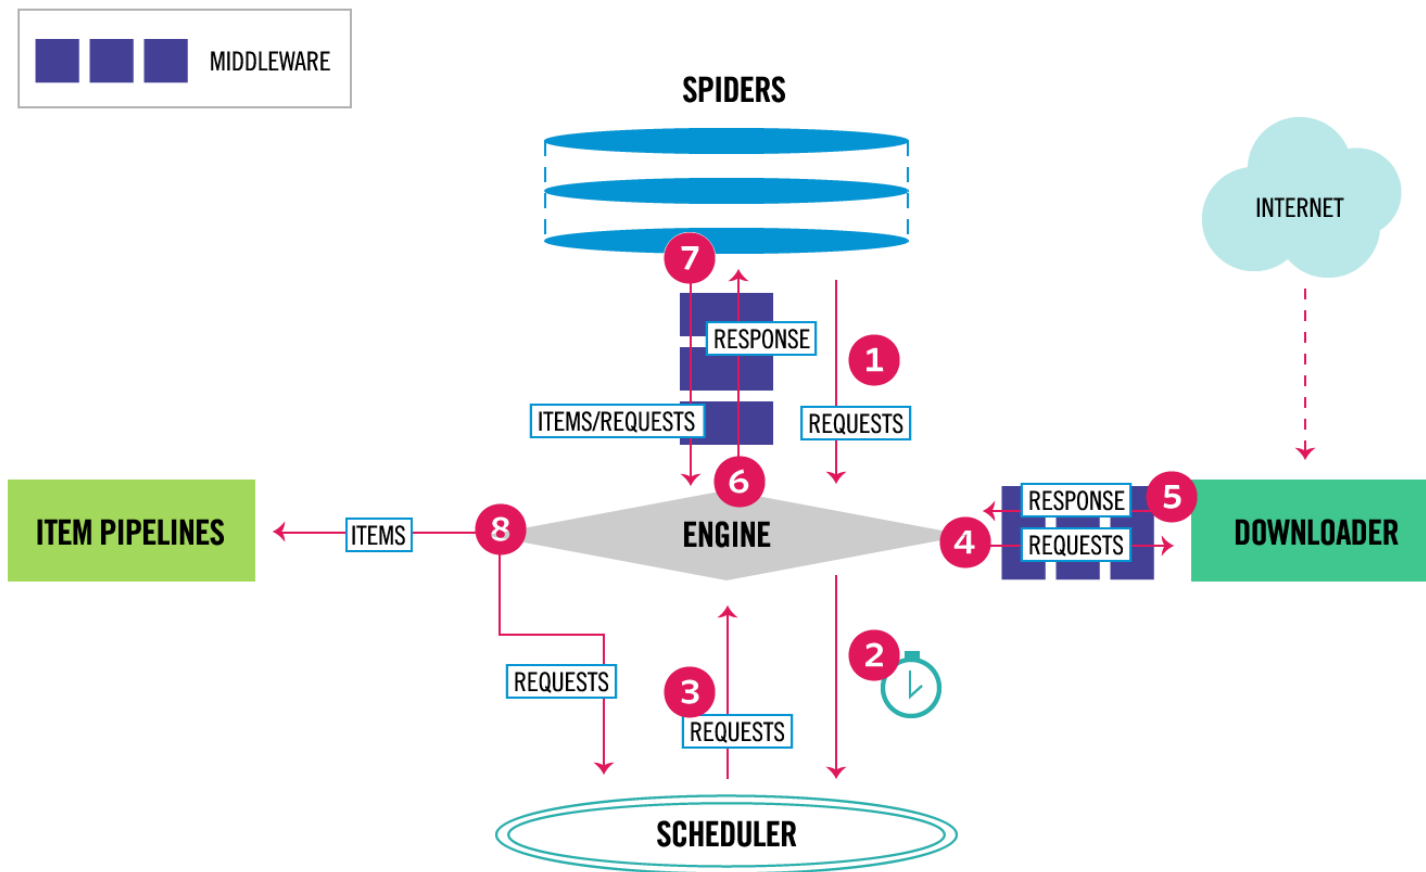 MIDDLEWARE
SPIDERS
INTERNET
7
RESPONSE
1
ITEMS/REQUESTS
REQUESTS
6
5
RESPONSE
ITEM PIPELINES
ITEMS
8
ENGINE
4
REQUESTS
DOWNLOADER
2
REQUESTS
3
REQUESTS
SCHEDULER